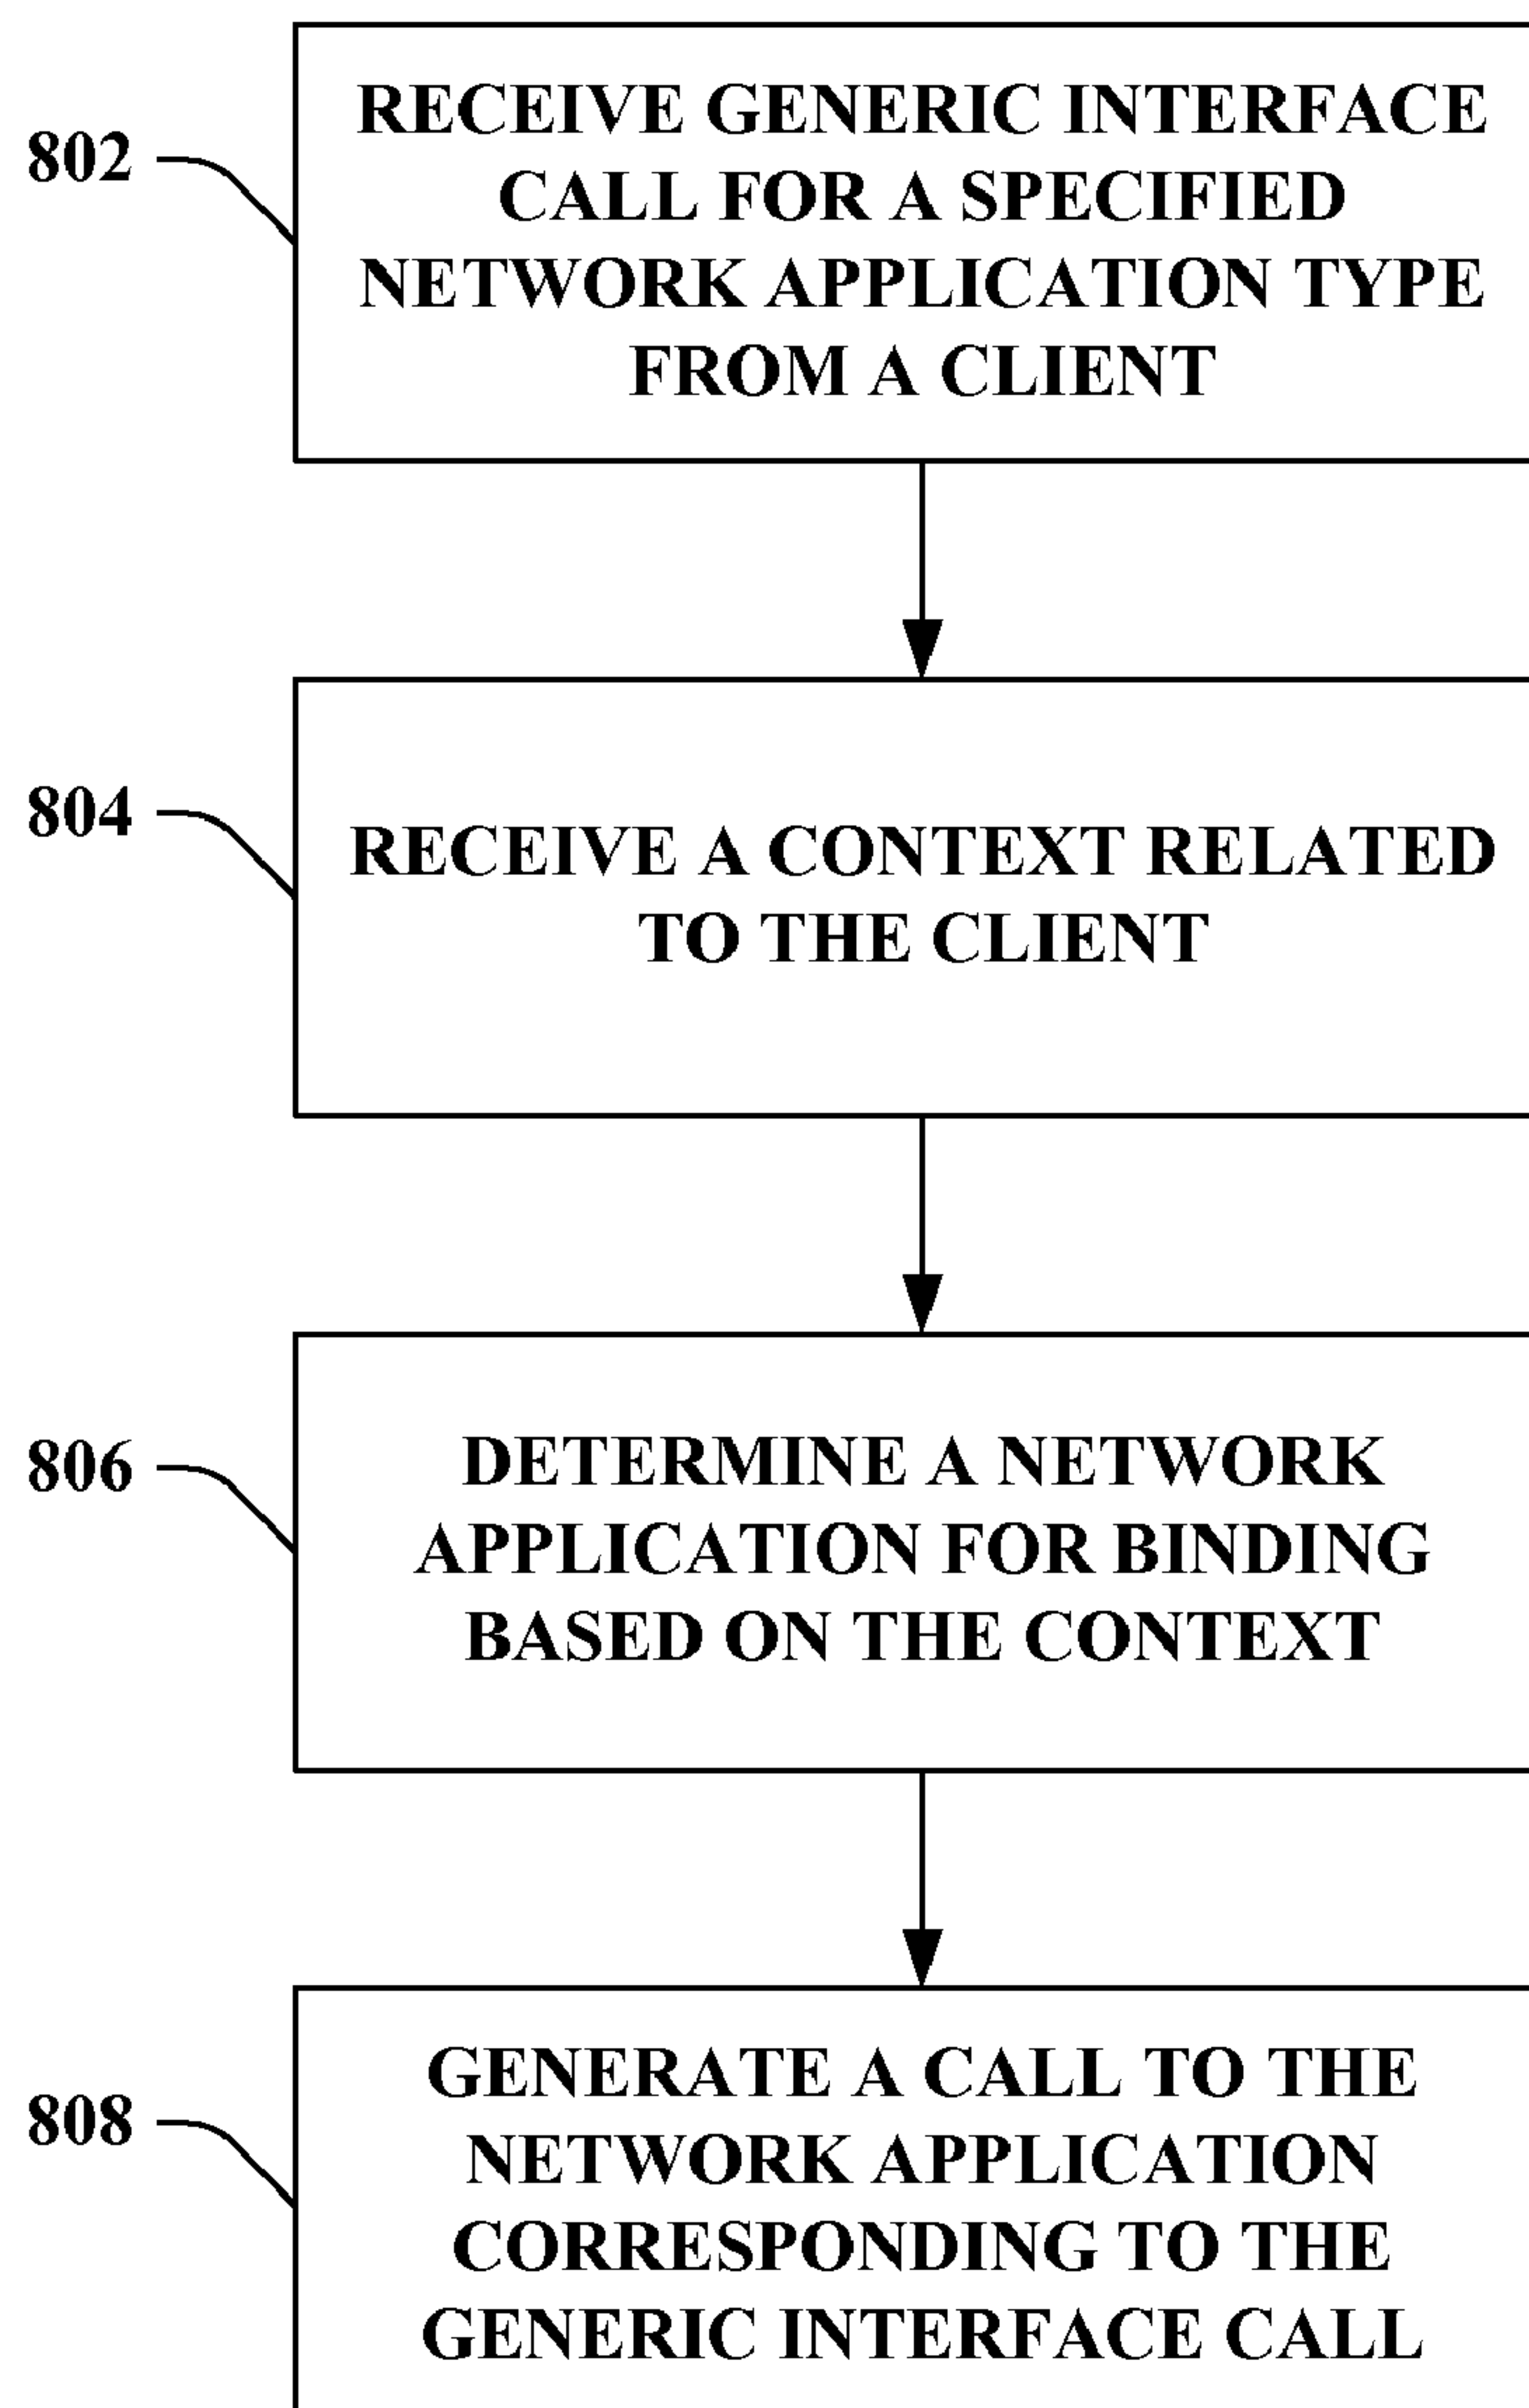 802
RECEIVE GENERIC INTERFACE
CALL FOR A SPECIFIED
NETWORK APPLICATION TYPE
FROM A CLIENT
804
RECEIVE A CONTEXT RELATED
TO THE CLIENT
806
DETERMINE A NETWORK
APPLICATION FOR BINDING
BASED ON THE CONTEXT
808
GENERATE A CALL TO THE
NETWORK APPLICATION
CORRESPONDING TO THE
GENERIC INTERFACE CALL